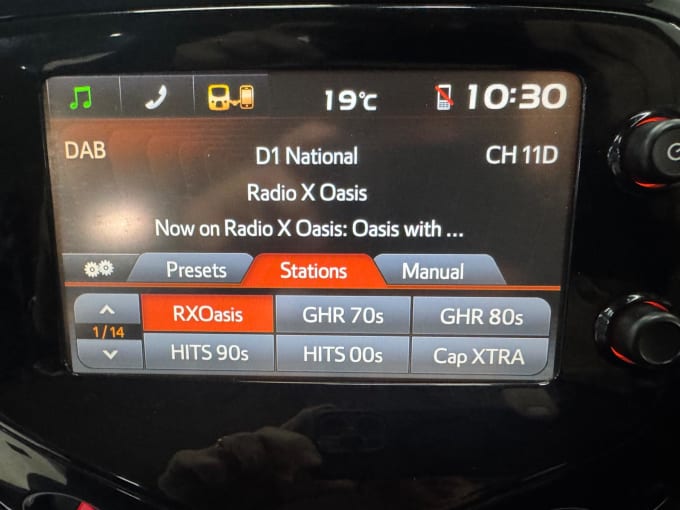 19°C 10:30
DAB D1 National CH 11D
Radio X Oasis
Now on Radio X Oasis: Oasis with ...
Presets Stations Manual
RXOasis GHR 70s GHR 80s
1/14
HITS 90s HITS 00s Cap XTRA